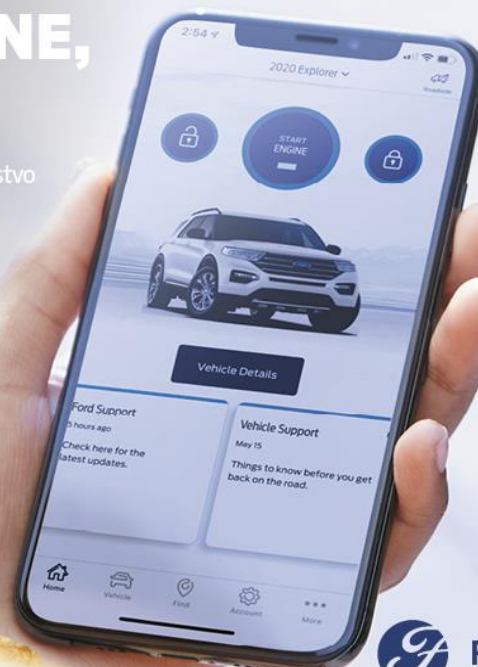 NE,
stvo
2:54
2020 Explorer
Roadside
START
ENGINE
Vehicle Details
Ford Support
5 hours ago
Check here for the
latest updates.
Vehicle Support
May 15
Things to know before you get
back on the road.
Home
Vehicle
Find
Account
More